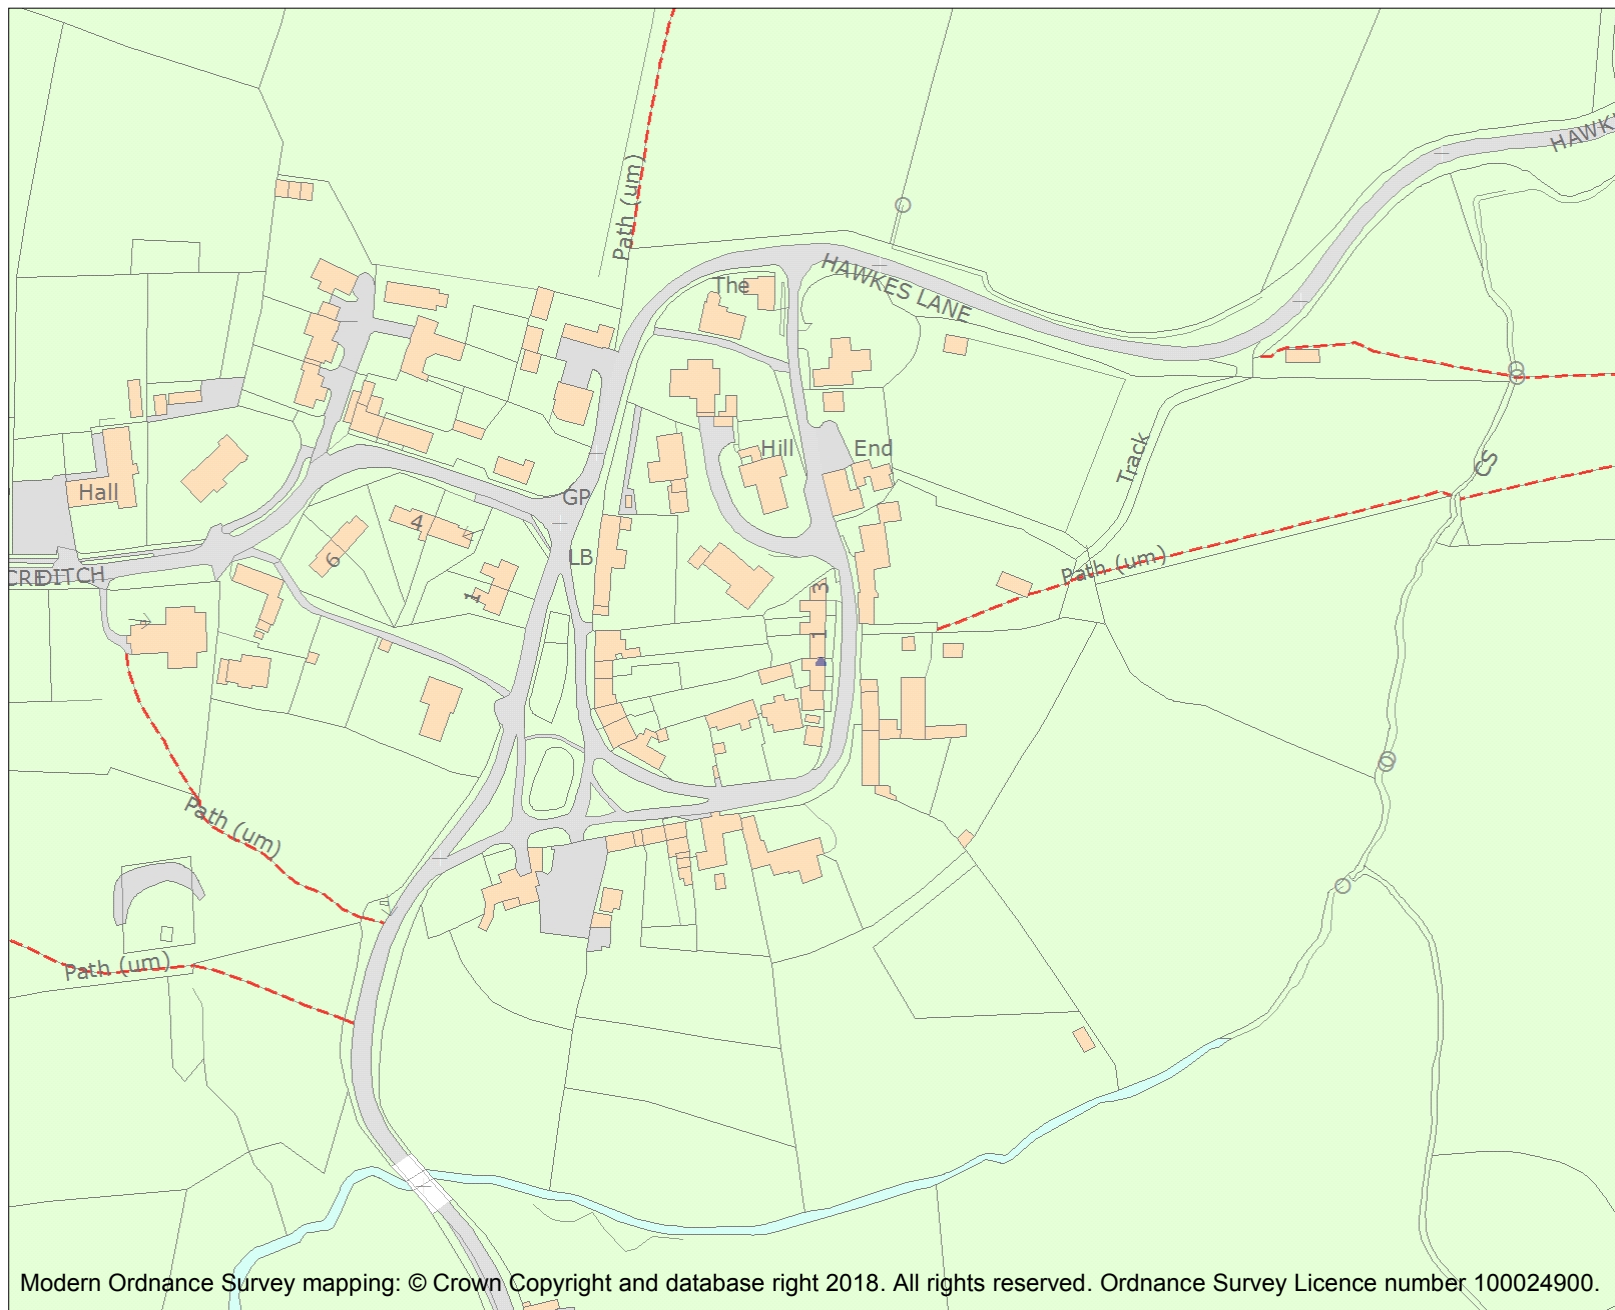 HAWK
Path (um)
The
HAWKES LANE
Hill
End
Track
CS
Hall
GP
4
6
LB
1
3
1
Path (um)
DITCH
Path (um)
Path (um)
Modern Ordnance Survey mapping: © Crown Copyright and database right 2018. All rights reserved. Ordnance Survey Licence number 100024900.